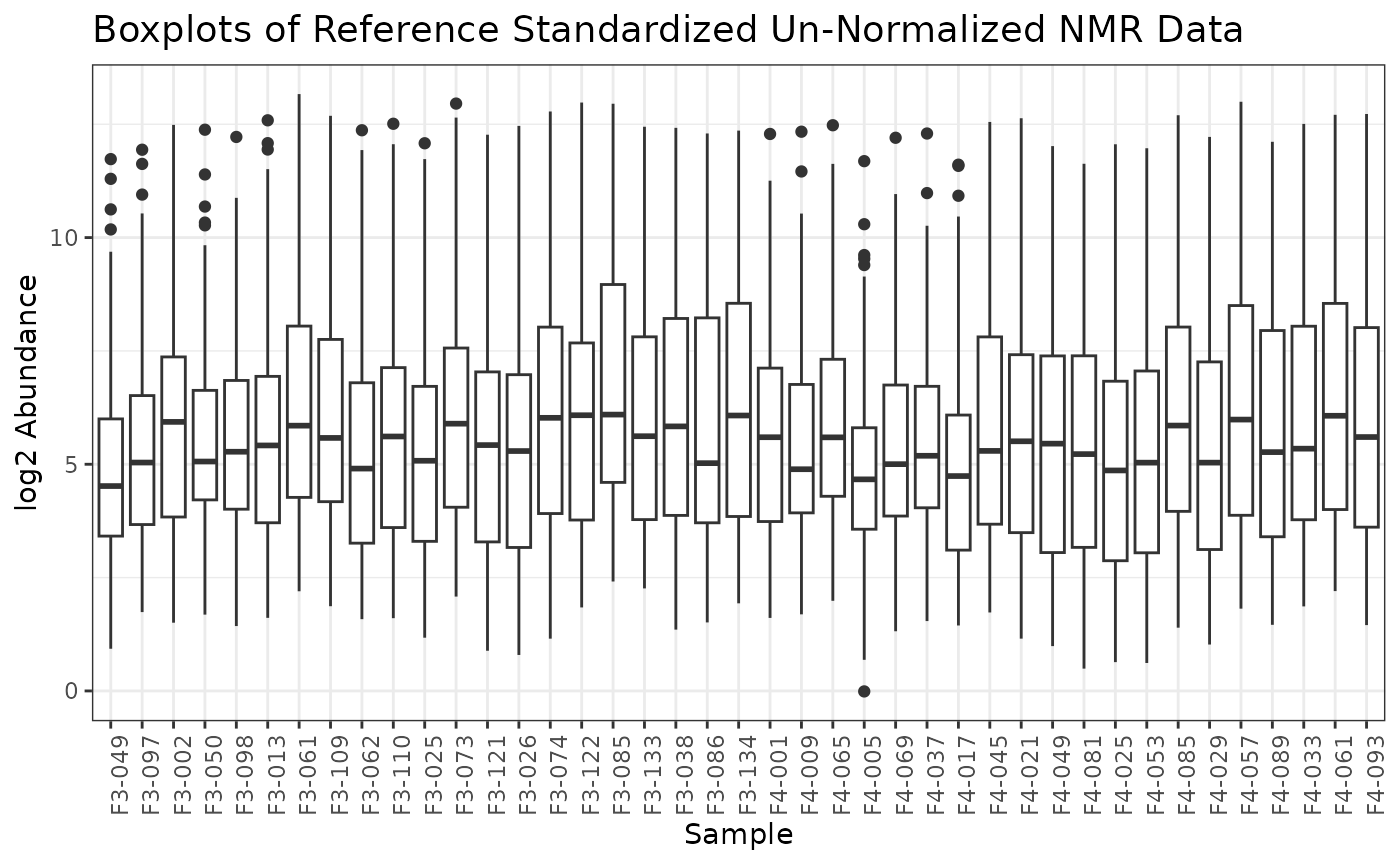 Boxplots of Reference Standardized Un-Normalized NMR Data
log2 Abundance
10
5
0
F3-049
F3-097
F3-002
F3-050
F3-098
F3-013
F3-061
F3-109
F3-062
F3-110
F3-025
F3-073
F3-121
F3-026
F3-074
F3-122
F3-085
F3-133
F3-038
F3-086
F3-134
F4-001
F4-009
F4-065
F4-005
F4-069
F4-037
F4-017
F4-045
F4-021
F4-049
F4-081
F4-025
F4-053
F4-085
F4-029
F4-057
F4-089
F4-033
F4-061
F4-093
Sample